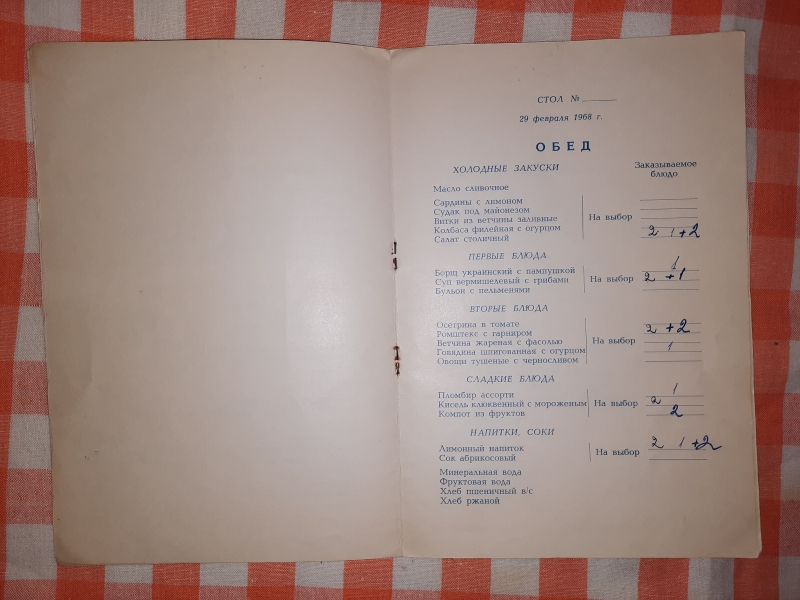 СТОЛ №
29 февраля 1968 г.
ОБЕД
ХОЛОДНЫЕ ЗАКУСКИ
Заказываемое
блюдо
Масло сливочное
Сардины с лимоном
Судак под майонезом
Витки из ветчины заливные
На выбор
Колбаса филейная с огурцом
2 1+2
Салат столичный
ПЕРВЫЕ БЛЮДА
1
Борщ украинский с пампушкой
Суп вермишелевый с грибами
На выбор
2 +1
Бульон с пельменями
ВТОРЫЕ БЛЮДА
Осетрина в томате
2 +2
Ромштекс с гарниром
Ветчина жареная с фасолью
На выбор
Говядина шпигованная с огурцом
1
Овощи тушеные с черносливом
СЛАДКИЕ БЛЮДА
Пломбир ассорти
1
Кисель клюквенный с мороженым
На выбор
2
Компот из фруктов
2
НАПИТКИ, СОКИ
Лимонный напиток
2 1+2
Сок абрикосовый
На выбор
Минеральная вода
Фруктовая вода
Хлеб пшеничный в/с
Хлеб ржаной